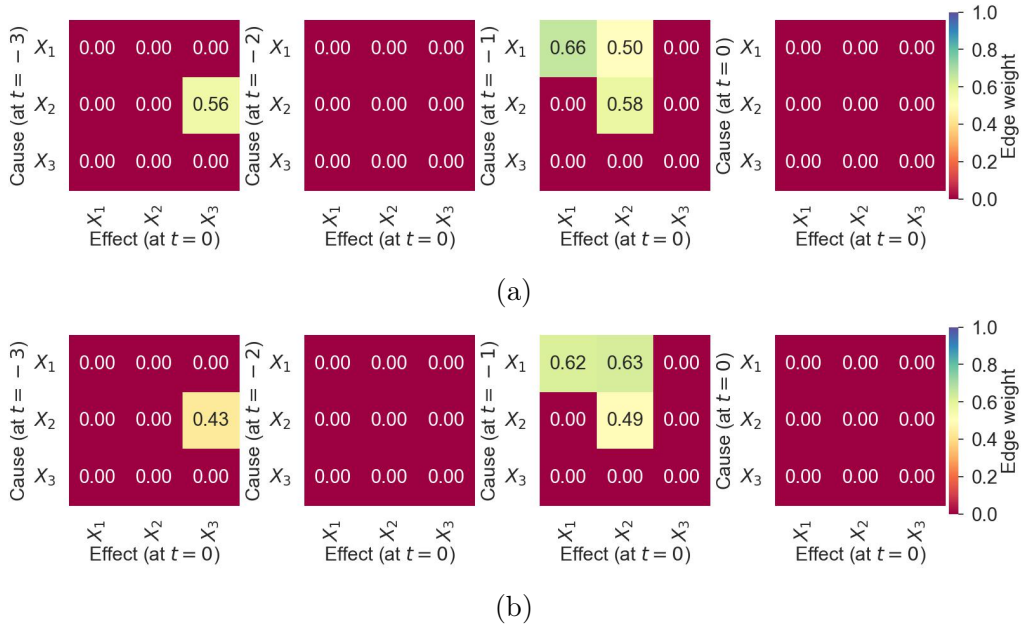 Cause (at t = −3)
X1 0.00 0.00 0.00
X2 0.00 0.00 0.56
X3 0.00 0.00 0.00
X1 X2 X3
Effect (at t = 0)
Cause (at t = −2)
0.00 0.00 0.00
0.00 0.00 0.00
0.00 0.00 0.00
X1 X2 X3
Effect (at t = 0)
Cause (at t = −1)
X1 0.66 0.50 0.00
X2 0.00 0.58 0.00
X3 0.00 0.00 0.00
X1 X2 X3
Effect (at t = 0)
Cause (at t = 0)
X1 0.00 0.00 0.00
X2 0.00 0.00 0.00
X3 0.00 0.00 0.00
X1 X2 X3
Effect (at t = 0)
1.0
0.8
0.6
0.4
0.2
0.0
Edge weight
(a)
Cause (at t = −3)
X1 0.00 0.00 0.00
X2 0.00 0.00 0.43
X3 0.00 0.00 0.00
X1 X2 X3
Effect (at t = 0)
Cause (at t = −2)
X1 0.00 0.00 0.00
X2 0.00 0.00 0.00
X3 0.00 0.00 0.00
X1 X2 X3
Effect (at t = 0)
Cause (at t = −1)
X1 0.62 0.63 0.00
X2 0.00 0.49 0.00
X3 0.00 0.00 0.00
X1 X2 X3
Effect (at t = 0)
Cause (at t = 0)
X1 0.00 0.00 0.00
X2 0.00 0.00 0.00
X3 0.00 0.00 0.00
X1 X2 X3
Effect (at t = 0)
1.0
0.8
0.6
0.4
0.2
0.0
Edge weight
(b)